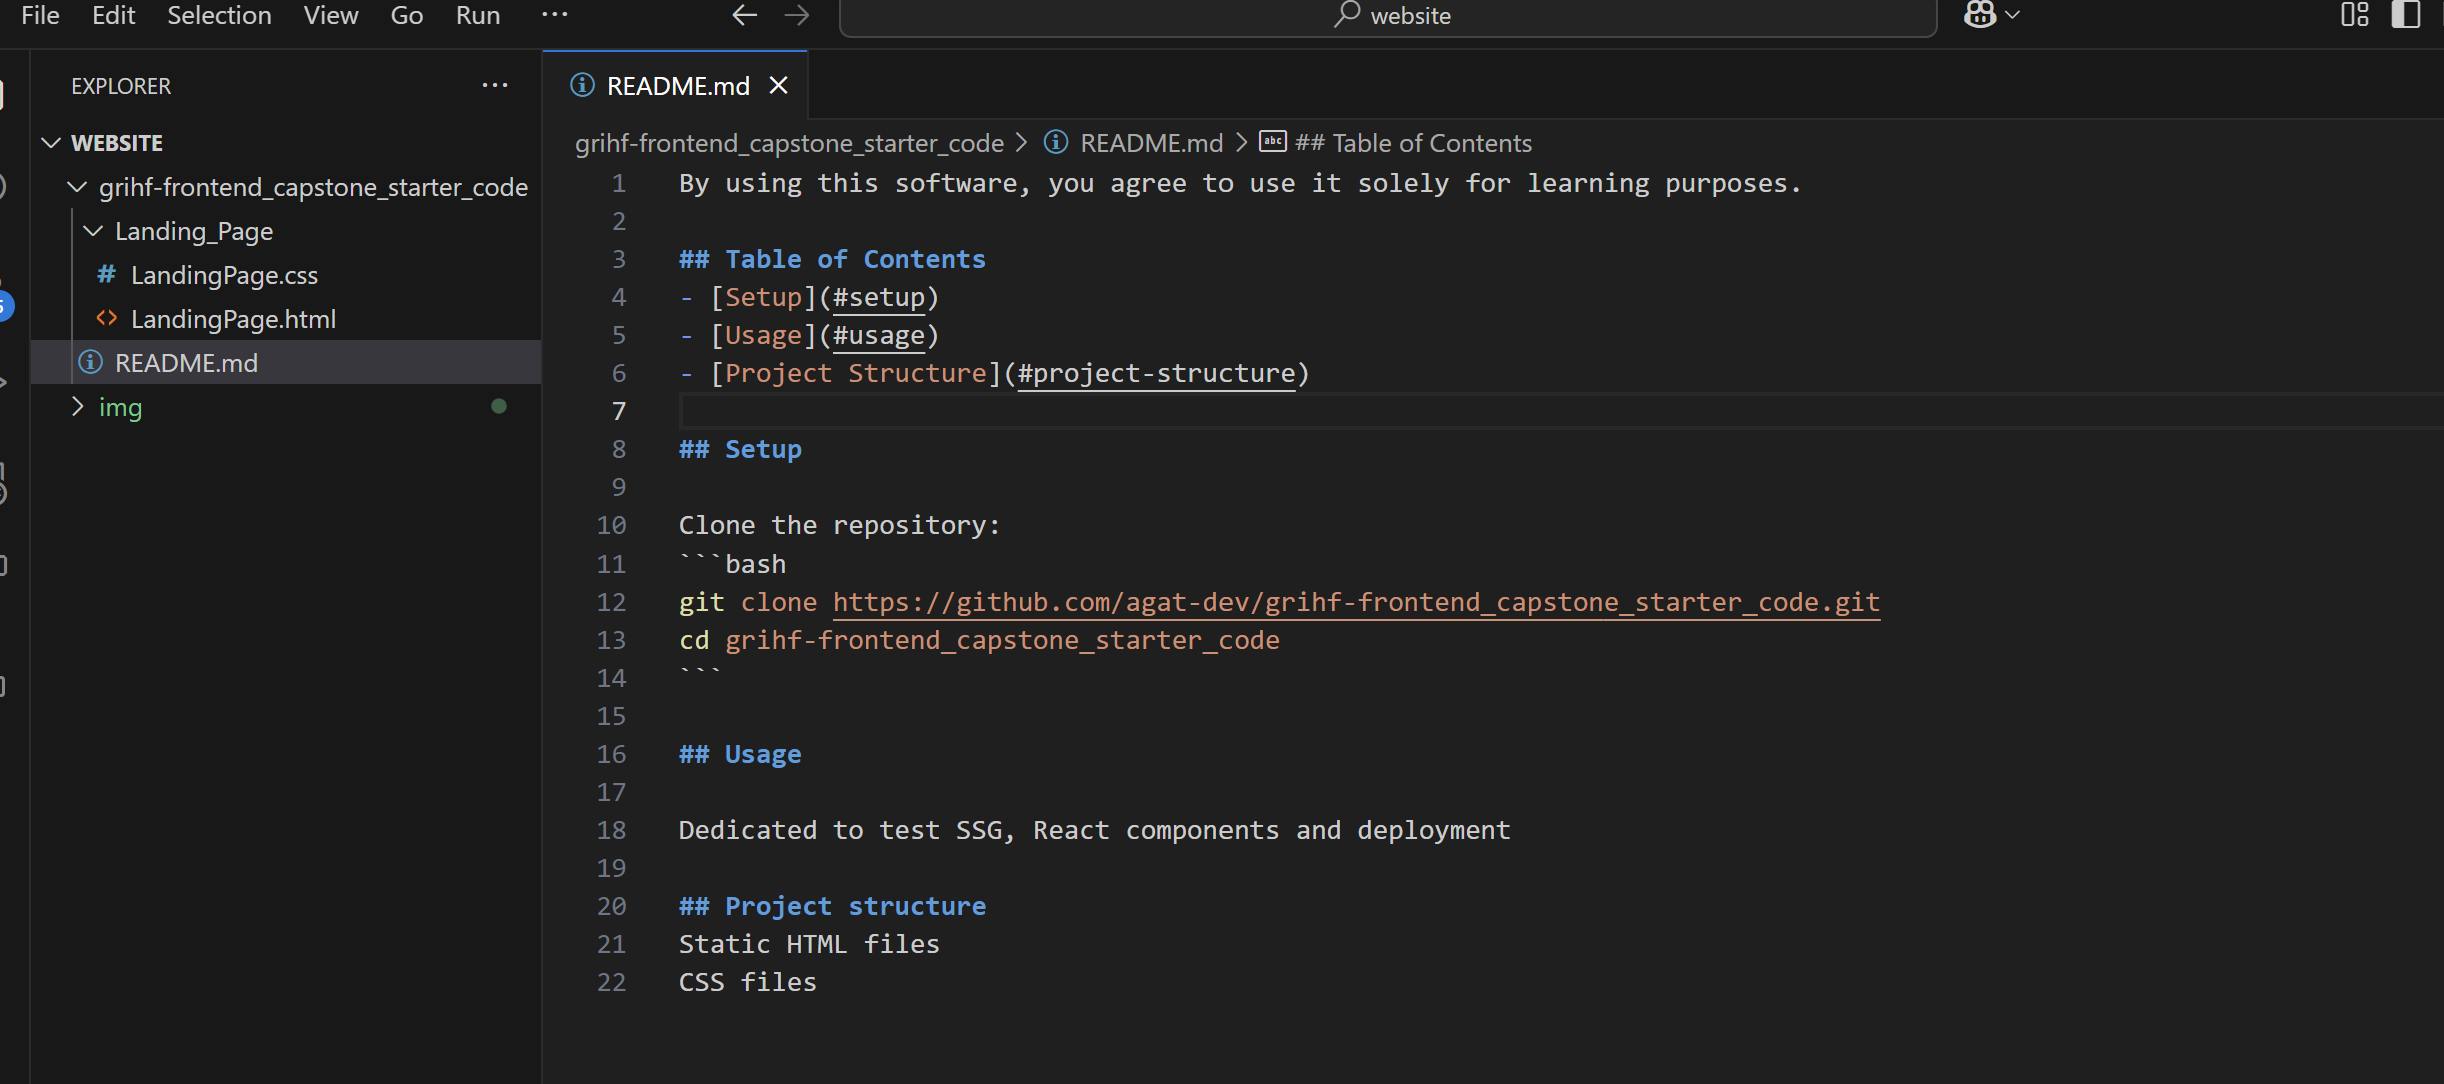 File Edit Selection View Go Run ...
website
EXPLORER ...
WEBSITE
grihf-frontend_capstone_starter_code
Landing_Page
# LandingPage.css
<> LandingPage.html
README.md
img
README.md
grihf-frontend_capstone_starter_code > README.md > abc ## Table of Contents
1 By using this software, you agree to use it solely for learning purposes.
2
3 ## Table of Contents
4 - [Setup](#setup)
5 - [Usage](#usage)
6 - [Project Structure](#project-structure)
7
8 ## Setup
9
10 Clone the repository:
11 ```bash
12 git clone https://github.com/agat-dev/grihf-frontend_capstone_starter_code.git
13 cd grihf-frontend_capstone_starter_code
14 ```
15
16 ## Usage
17
18 Dedicated to test SSG, React components and deployment
19
20 ## Project structure
21 Static HTML files
22 CSS files